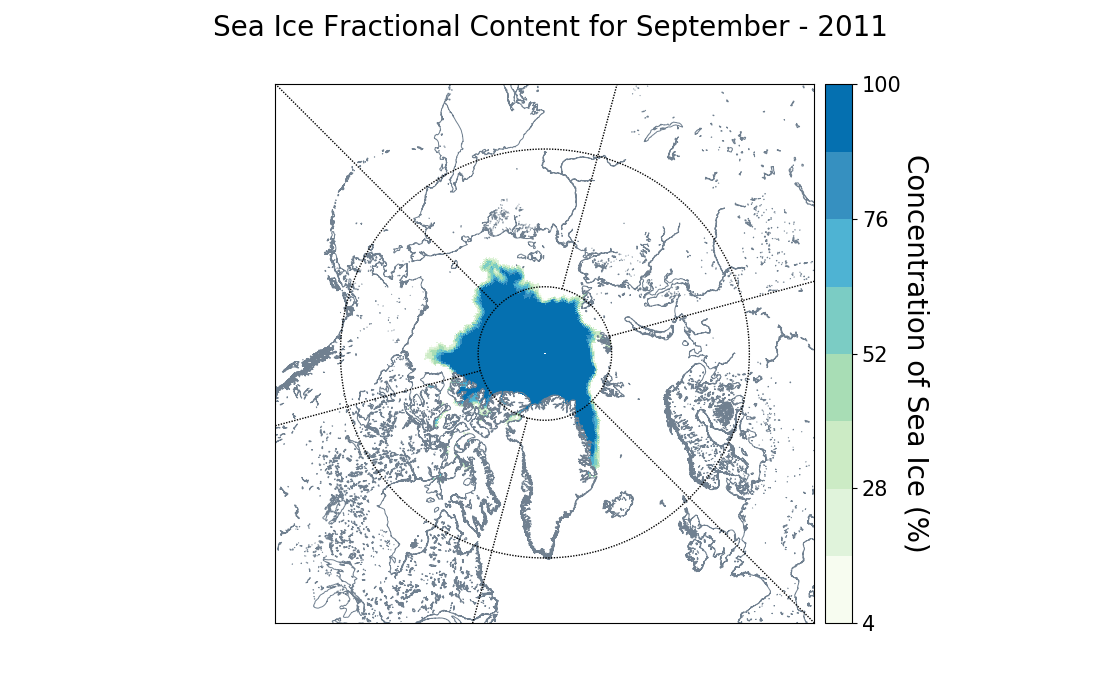 Sea Ice Fractional Content for September - 2011
100
76
52
28
4
Concentration of Sea Ice (%)